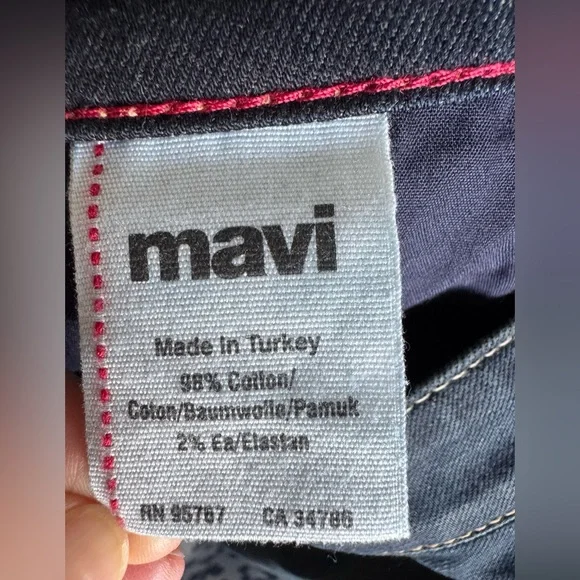 mavi
Made in Turkey
98% Cotton/
Coton/Baumwolle/Pamuk
2% Ea/Elastan
RN 95767 CA 34786